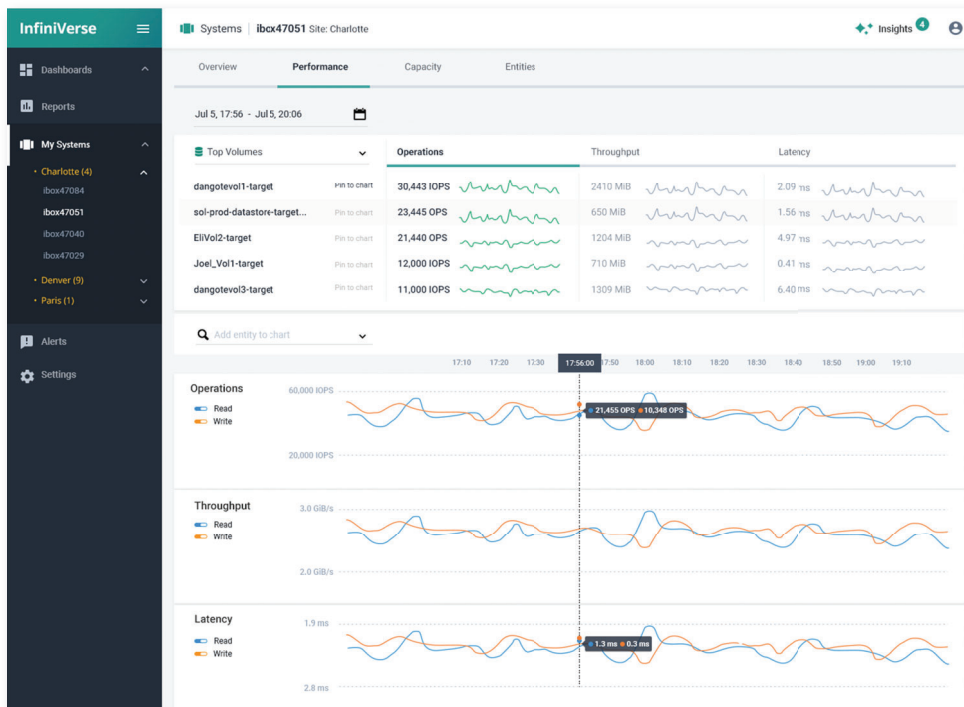 InfiniVerse
Systems | ibcx47051 Site: Charlotte
Insights 4
Dashboards
Reports
My Systems
Charlotte (4)
ibox47084
ibox47051
ibox47040
ibox47029
Denver (9)
Paris (1)
Alerts
Settings
Overview Performance Capacity Entities
Jul 5, 17:56 - Jul 5, 20:06
Top Volumes Operations Throughput Latency
dangotevol1-target Pin to chart 30,443 IOPS 2410 MiB 2.09 ms
sol-prod-datastore-target... Pin to chart 23,445 OPS 650 MiB 1.56 ms
EliVol2-target Pin to chart 21,440 OPS 1204 MiB 4.97 ms
Joel_Vol1-target Pin to chart 12,000 IOPS 710 MiB 0.41 ms
dangotevol3-target Pin to chart 11,000 IOPS 1309 MiB 6.40 ms
Add entity to chart
17:10 17:20 17:30 17:56:00 17:50 18:00 18:10 18:20 18:30 18:40 18:50 19:00 19:10
Operations
60,000 IOPS
Read
Write
21,455 OPS 10,348 OPS
20,000 IOPS
Throughput
3.0 GiB/s
Read
Write
2.0 GiB/s
Latency
1.9 ms
Read
Write
1.3 ms 0.3 ms
2.8 ms